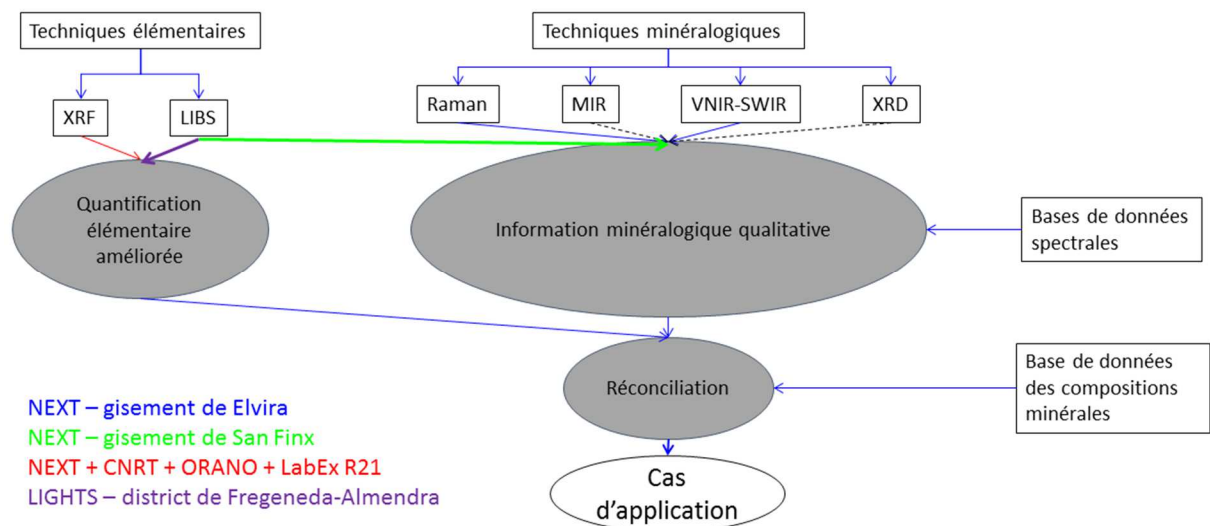 Techniques élémentaires
Techniques minéralogiques
XRF
LIBS
Raman
MIR
VNIR-SWIR
XRD
Quantification
élémentaire
améliorée
Information minéralogique qualitative
Bases de données
spectrales
Réconciliation
Base de données
des compositions
minérales
NEXT – gisement de Elvira
NEXT – gisement de San Finx
NEXT + CNRT + ORANO + LabEx R21
LIGHTS – district de Fregeneda-Almendra
Cas
d'application